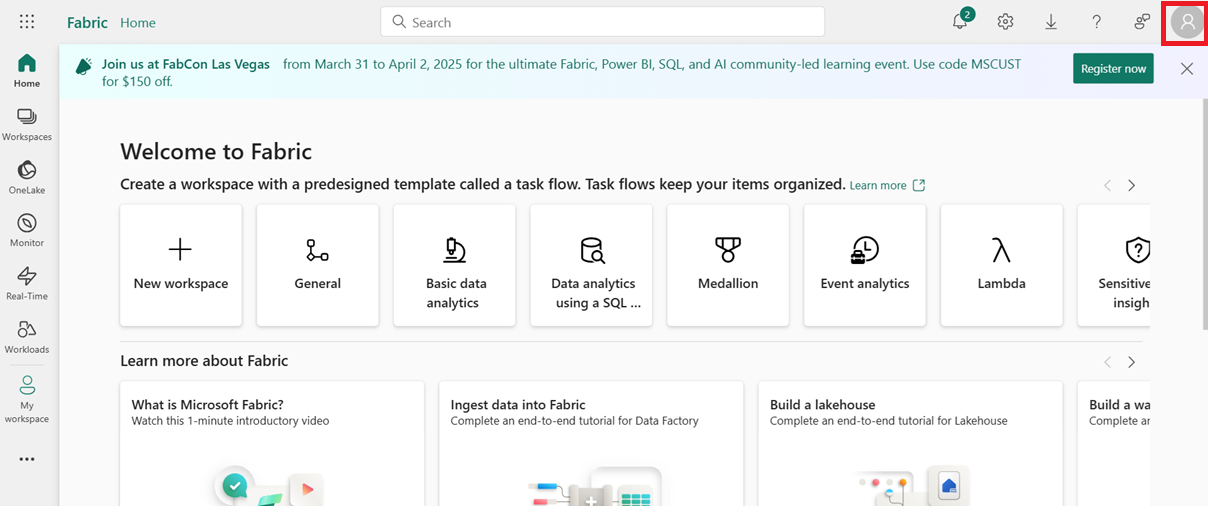 Fabric Home
Search
2
?
Join us at FabCon Las Vegas from March 31 to April 2, 2025 for the ultimate Fabric, Power BI, SQL, and AI community-led learning event. Use code MSCUST
for $150 off.
Register now
Home
Workspaces
OneLake
Monitor
Real-Time
Workloads
My
workspace
Welcome to Fabric
Create a workspace with a predesigned template called a task flow. Task flows keep your items organized. Learn more
New workspace
General
Basic data
analytics
Data analytics
using a SQL ...
Medallion
Event analytics
Lambda
Sensitive
insigh
Learn more about Fabric
What is Microsoft Fabric?
Watch this 1-minute introductory video
Ingest data into Fabric
Complete an end-to-end tutorial for Data Factory
Build a lakehouse
Complete an end-to-end tutorial for Lakehouse
Build a wa
Complete ar